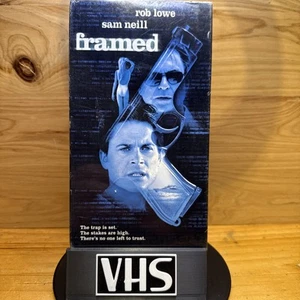 rob lowe
sam neill
framed
The trap is set.
The stakes are high.
There's no one left to trust.
VHS